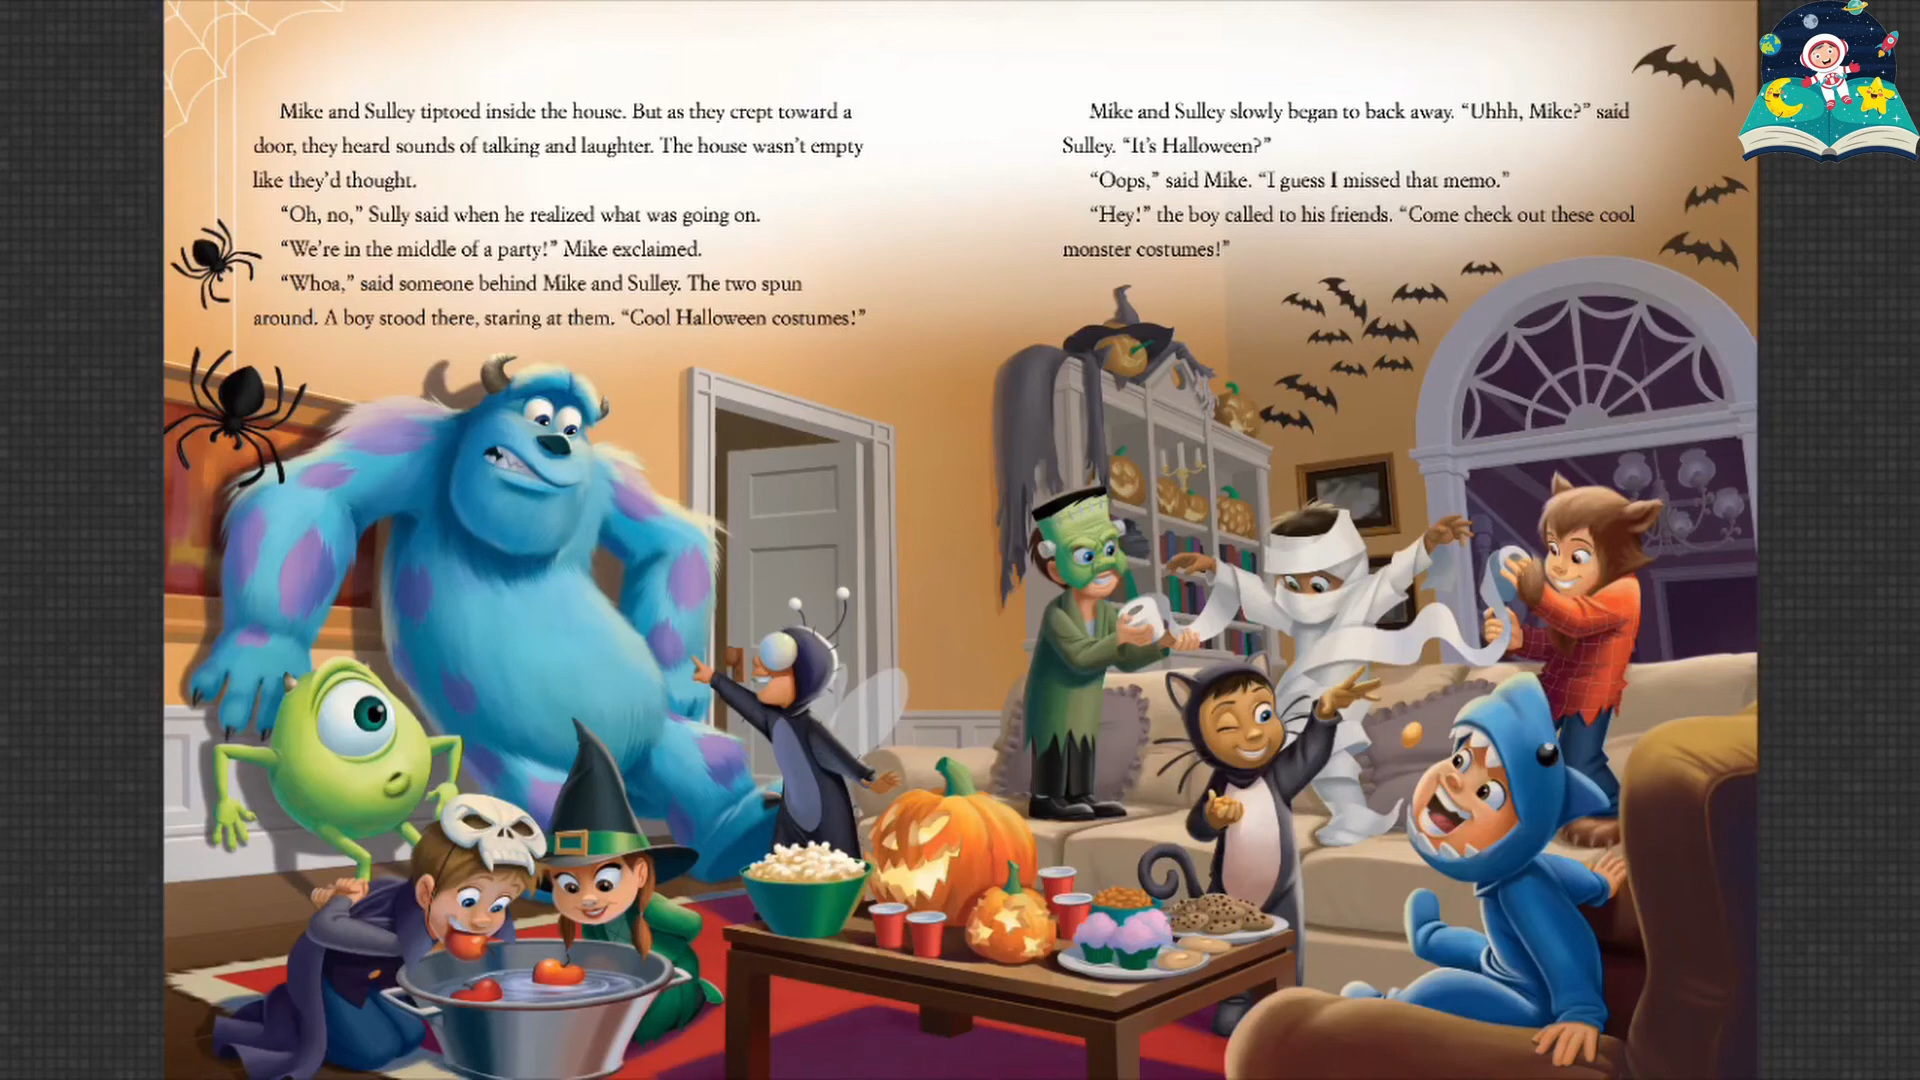 Mike and Sulley tiptoed inside the house. But as they crept toward a
door, they heard sounds of talking and laughter. The house wasn’t empty
like they’d thought.
“Oh, no,” Sully said when he realized what was going on.
“We’re in the middle of a party!” Mike exclaimed.
“Whoa,” said someone behind Mike and Sulley. The two spun
around. A boy stood there, staring at them. “Cool Halloween costumes!”
Mike and Sulley slowly began to back away. “Uhhh, Mike?” said
Sulley. “It’s Halloween?”
“Oops,” said Mike. “I guess I missed that memo.”
“Hey!” the boy called to his friends. “Come check out these cool
monster costumes!”